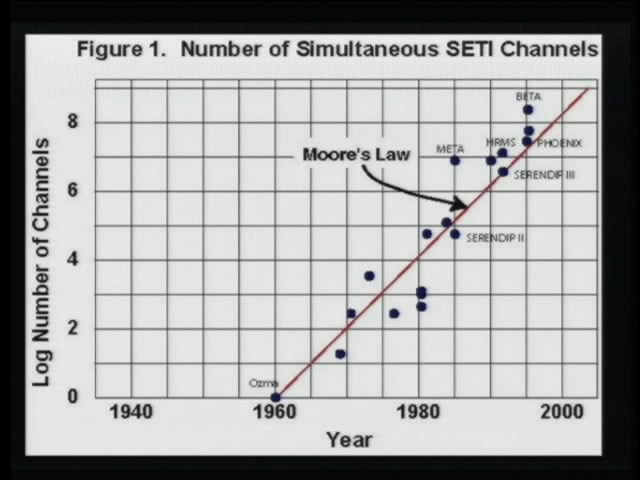 Figure 1. Number of Simultaneous SETI Channels
BETA
META
HRMS
PHOENIX
Moore's Law
SERENDIP III
SERENDIP II
Ozma
Log Number of Channels
8
6
4
2
0
1940
1960
1980
2000
Year